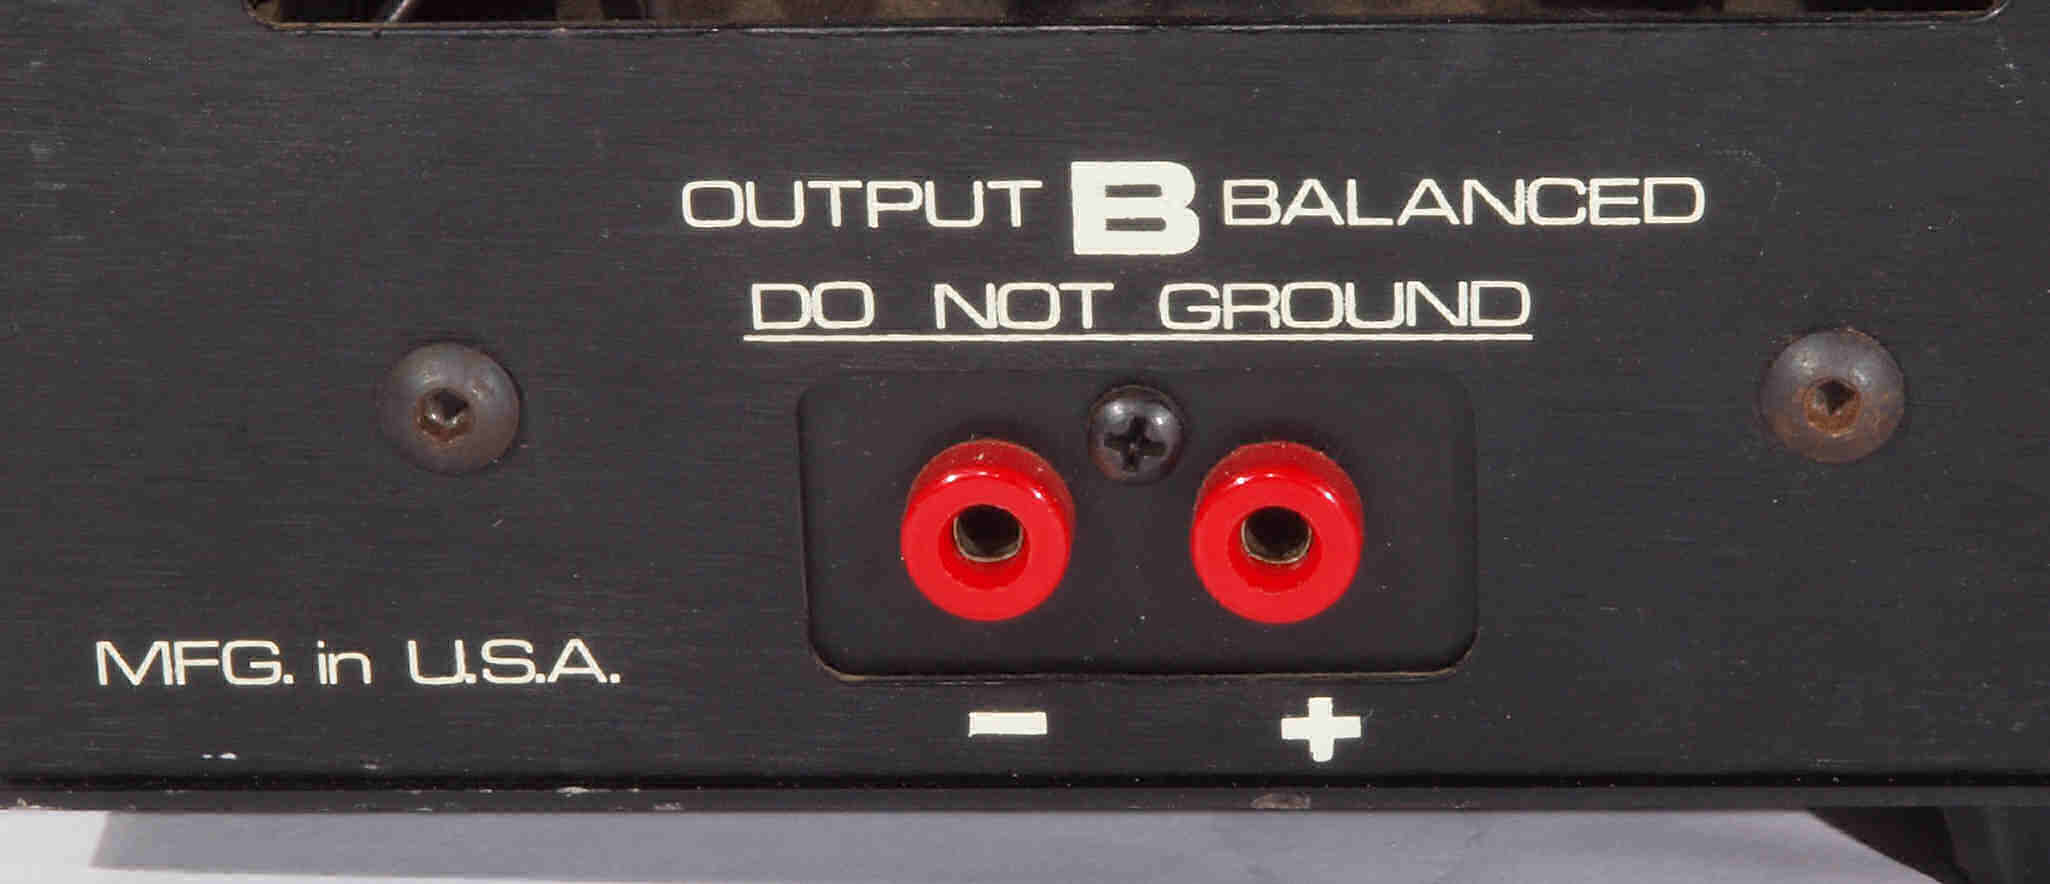 OUTPUT B BALANCED
DO NOT GROUND
MFG. in U.S.A.
- +